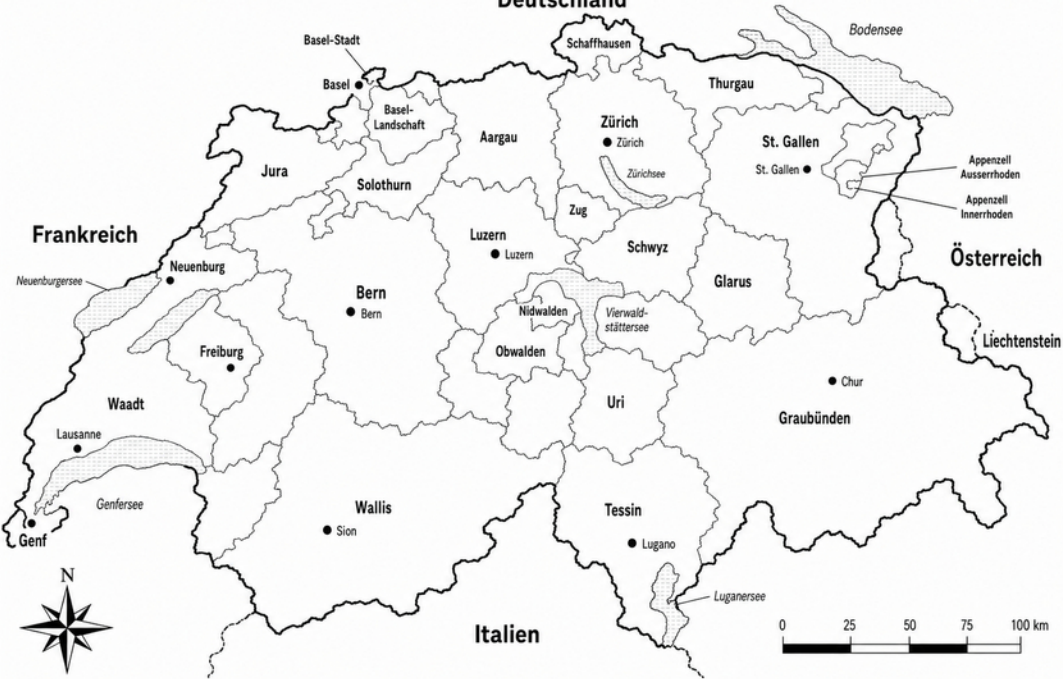 Deutschland
Bodensee
Basel-Stadt
Schaffhausen
Basel
Thurgau
Basel-
Landschaft
Aargau
Zürich
Zürich
St. Gallen
St. Gallen
Jura
Zürichsee
Appenzell
Ausserrhoden
Solothurn
Appenzell
Innerrhoden
Zug
Frankreich
Luzern
Luzern
Schwyz
Österreich
Neuenburg
Neuenburgersee
Glarus
Bern
Bern
Nidwalden
Vierwald-
stättersee
Liechtenstein
Freiburg
Obwalden
Chur
Waadt
Uri
Graubünden
Lausanne
Genfersee
Wallis
Tessin
Sion
Genf
Lugano
N
Luganersee
Italien
0 25 50 75 100 km